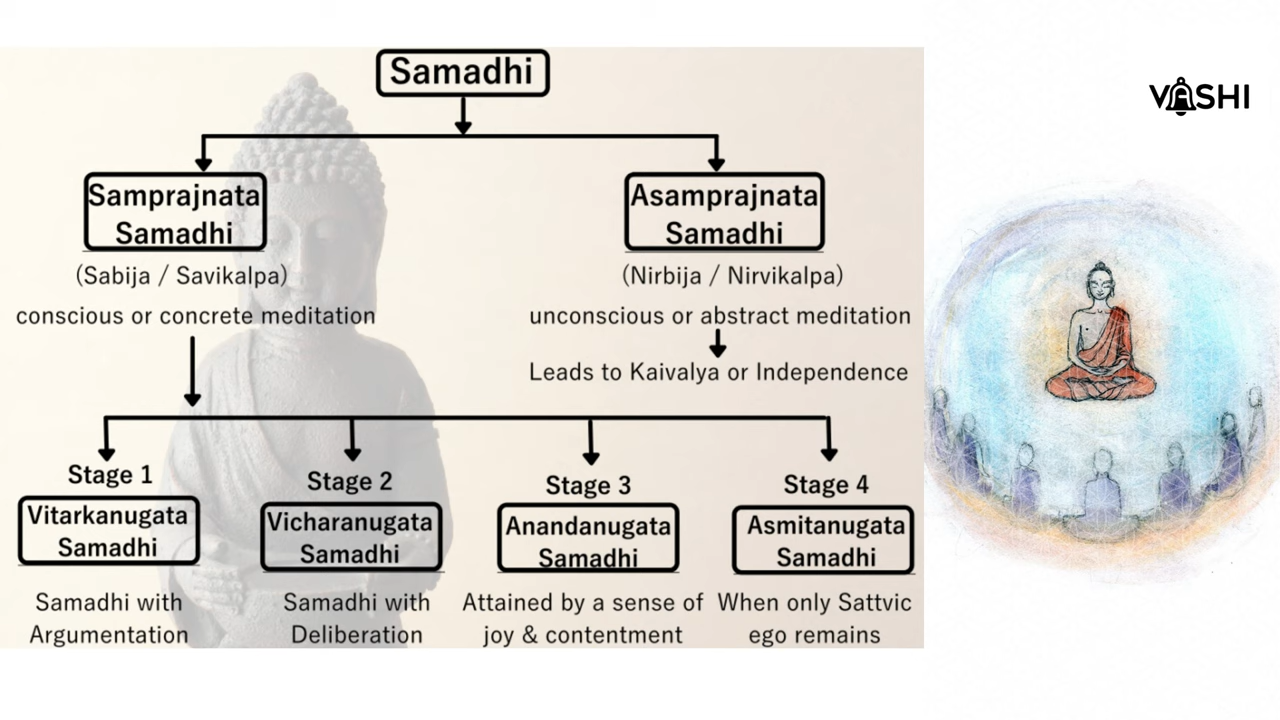 Samadhi
VASHI
Samprajnata
Samadhi
(Sabija / Savikalpa)
conscious or concrete meditation
Asamprajnata
Samadhi
(Nirbija / Nirvikalpa)
unconscious or abstract meditation
Leads to Kaivalya or Independence
Stage 1
Vitarkanugata
Samadhi
Samadhi with
Argumentation
Stage 2
Vicharanugata
Samadhi
Samadhi with
Deliberation
Stage 3
Anandanugata
Samadhi
Attained by a sense of
joy & contentment
Stage 4
Asmitanugata
Samadhi
When only Sattvic
ego remains